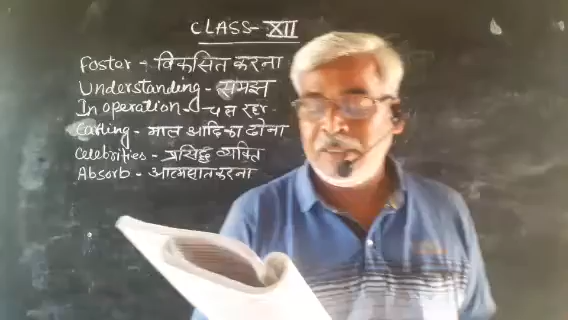 CLASS- XII
Foster - विकसित करना
Understanding - समझ
In operation - चल रहा
Carting - माल आदि का ढोना
Celebrities - प्रसिद्ध व्यक्ति
Absorb - आत्मसात करना